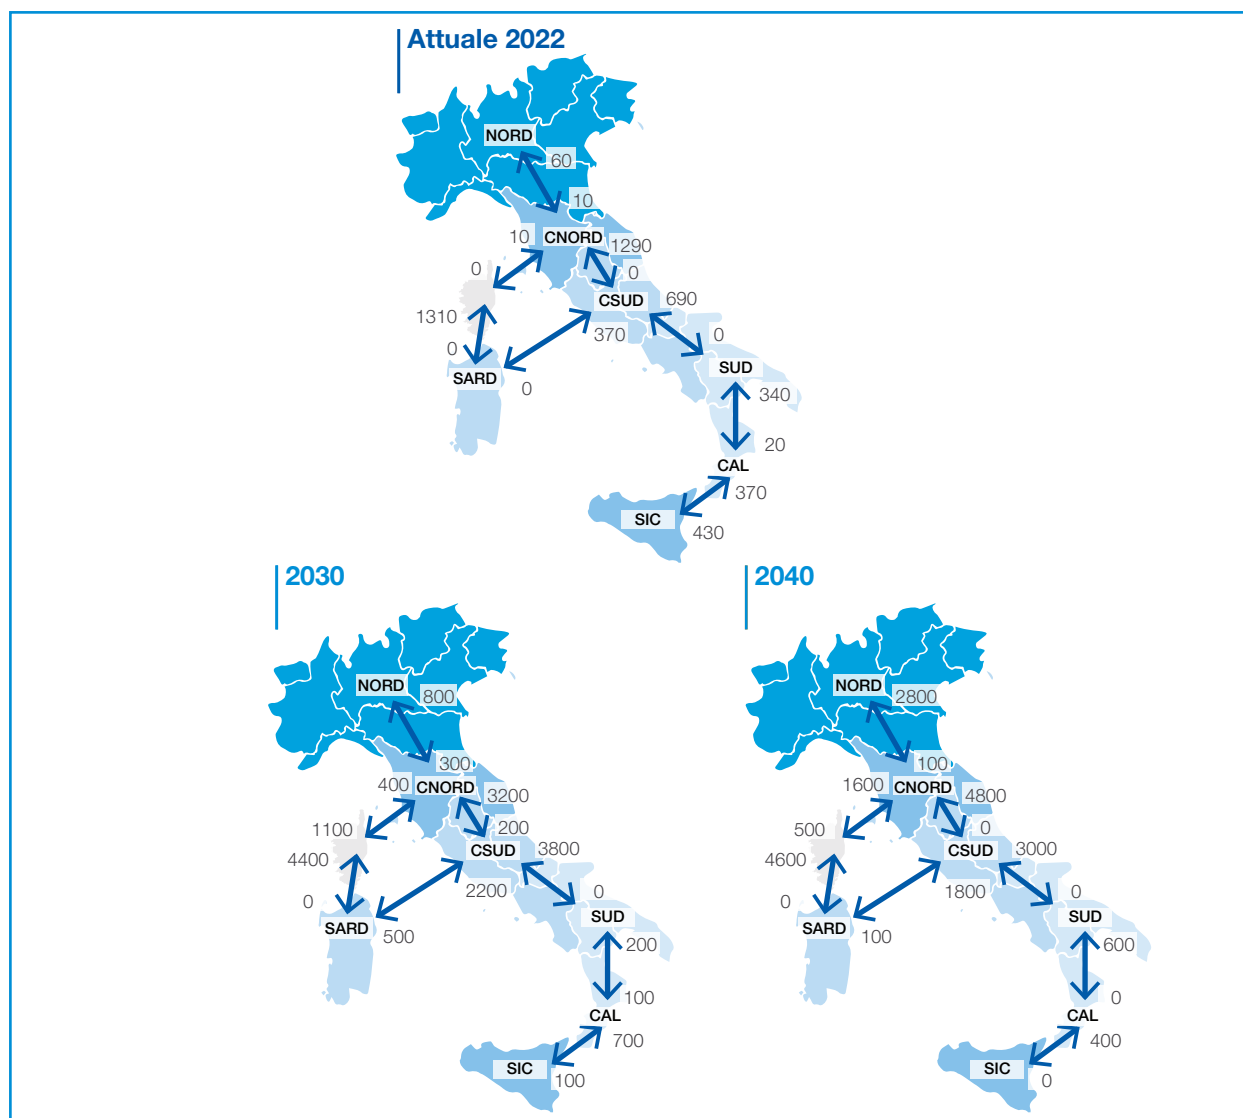 Attuale 2022
NORD
60
10
10
CNORD
1290
0
0
CSUD
690
1310
370
0
0
SUD
SARD
0
340
20
CAL
370
SIC
430
2030
NORD
800
300
400
CNORD
3200
1100
200
4400
CSUD
3800
2200
0
0
SUD
SARD
500
200
100
CAL
700
SIC
100
2040
NORD
2800
100
1600
CNORD
4800
500
0
4600
CSUD
3000
1800
0
0
SUD
SARD
100
600
0
CAL
400
SIC
0